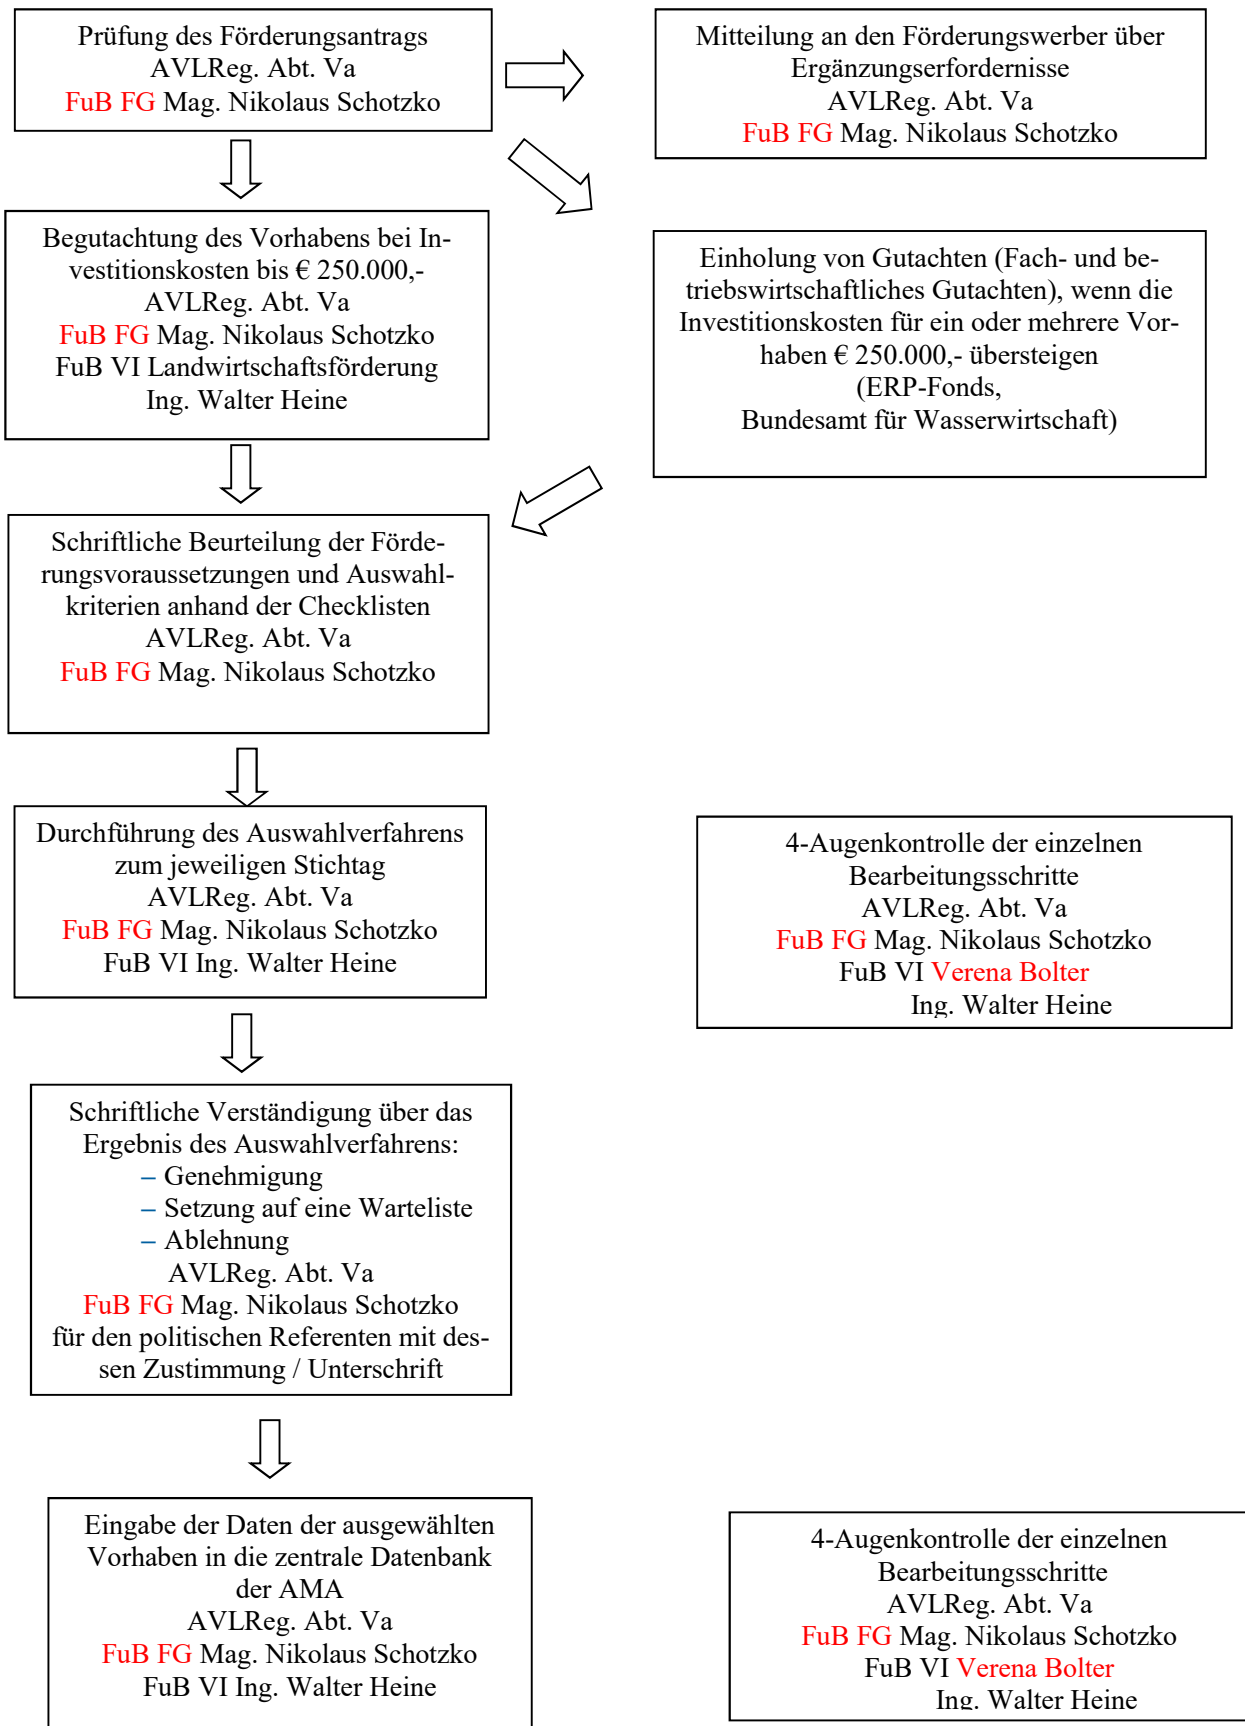 Prüfung des Förderungsantrags
AVLReg. Abt. Va
FuB FG Mag. Nikolaus Schotzko
Mitteilung an den Förderungswerber über
Ergänzungserfordernisse
AVLReg. Abt. Va
FuB FG Mag. Nikolaus Schotzko
Begutachtung des Vorhabens bei In-
vestitionskosten bis € 250.000,-
AVLReg. Abt. Va
FuB FG Mag. Nikolaus Schotzko
FuB VI Landwirtschaftsförderung
Ing. Walter Heine
Einholung von Gutachten (Fach- und be-
triebswirtschaftliches Gutachten), wenn die
Investitionskosten für ein oder mehrere Vor-
haben € 250.000,- übersteigen
(ERP-Fonds,
Bundesamt für Wasserwirtschaft)
Schriftliche Beurteilung der Förde-
rungsvoraussetzungen und Auswahl-
kriterien anhand der Checklisten
AVLReg. Abt. Va
FuB FG Mag. Nikolaus Schotzko
Durchführung des Auswahlverfahrens
zum jeweiligen Stichtag
AVLReg. Abt. Va
FuB FG Mag. Nikolaus Schotzko
FuB VI Ing. Walter Heine
4-Augenkontrolle der einzelnen
Bearbeitungsschritte
AVLReg. Abt. Va
FuB FG Mag. Nikolaus Schotzko
FuB VI Verena Bolter
Ing. Walter Heine
Schriftliche Verständigung über das
Ergebnis des Auswahlverfahrens:
– Genehmigung
– Setzung auf eine Warteliste
– Ablehnung
AVLReg. Abt. Va
FuB FG Mag. Nikolaus Schotzko
für den politischen Referenten mit des-
sen Zustimmung / Unterschrift
Eingabe der Daten der ausgewählten
Vorhaben in die zentrale Datenbank
der AMA
AVLReg. Abt. Va
FuB FG Mag. Nikolaus Schotzko
FuB VI Ing. Walter Heine
4-Augenkontrolle der einzelnen
Bearbeitungsschritte
AVLReg. Abt. Va
FuB FG Mag. Nikolaus Schotzko
FuB VI Verena Bolter
Ing. Walter Heine